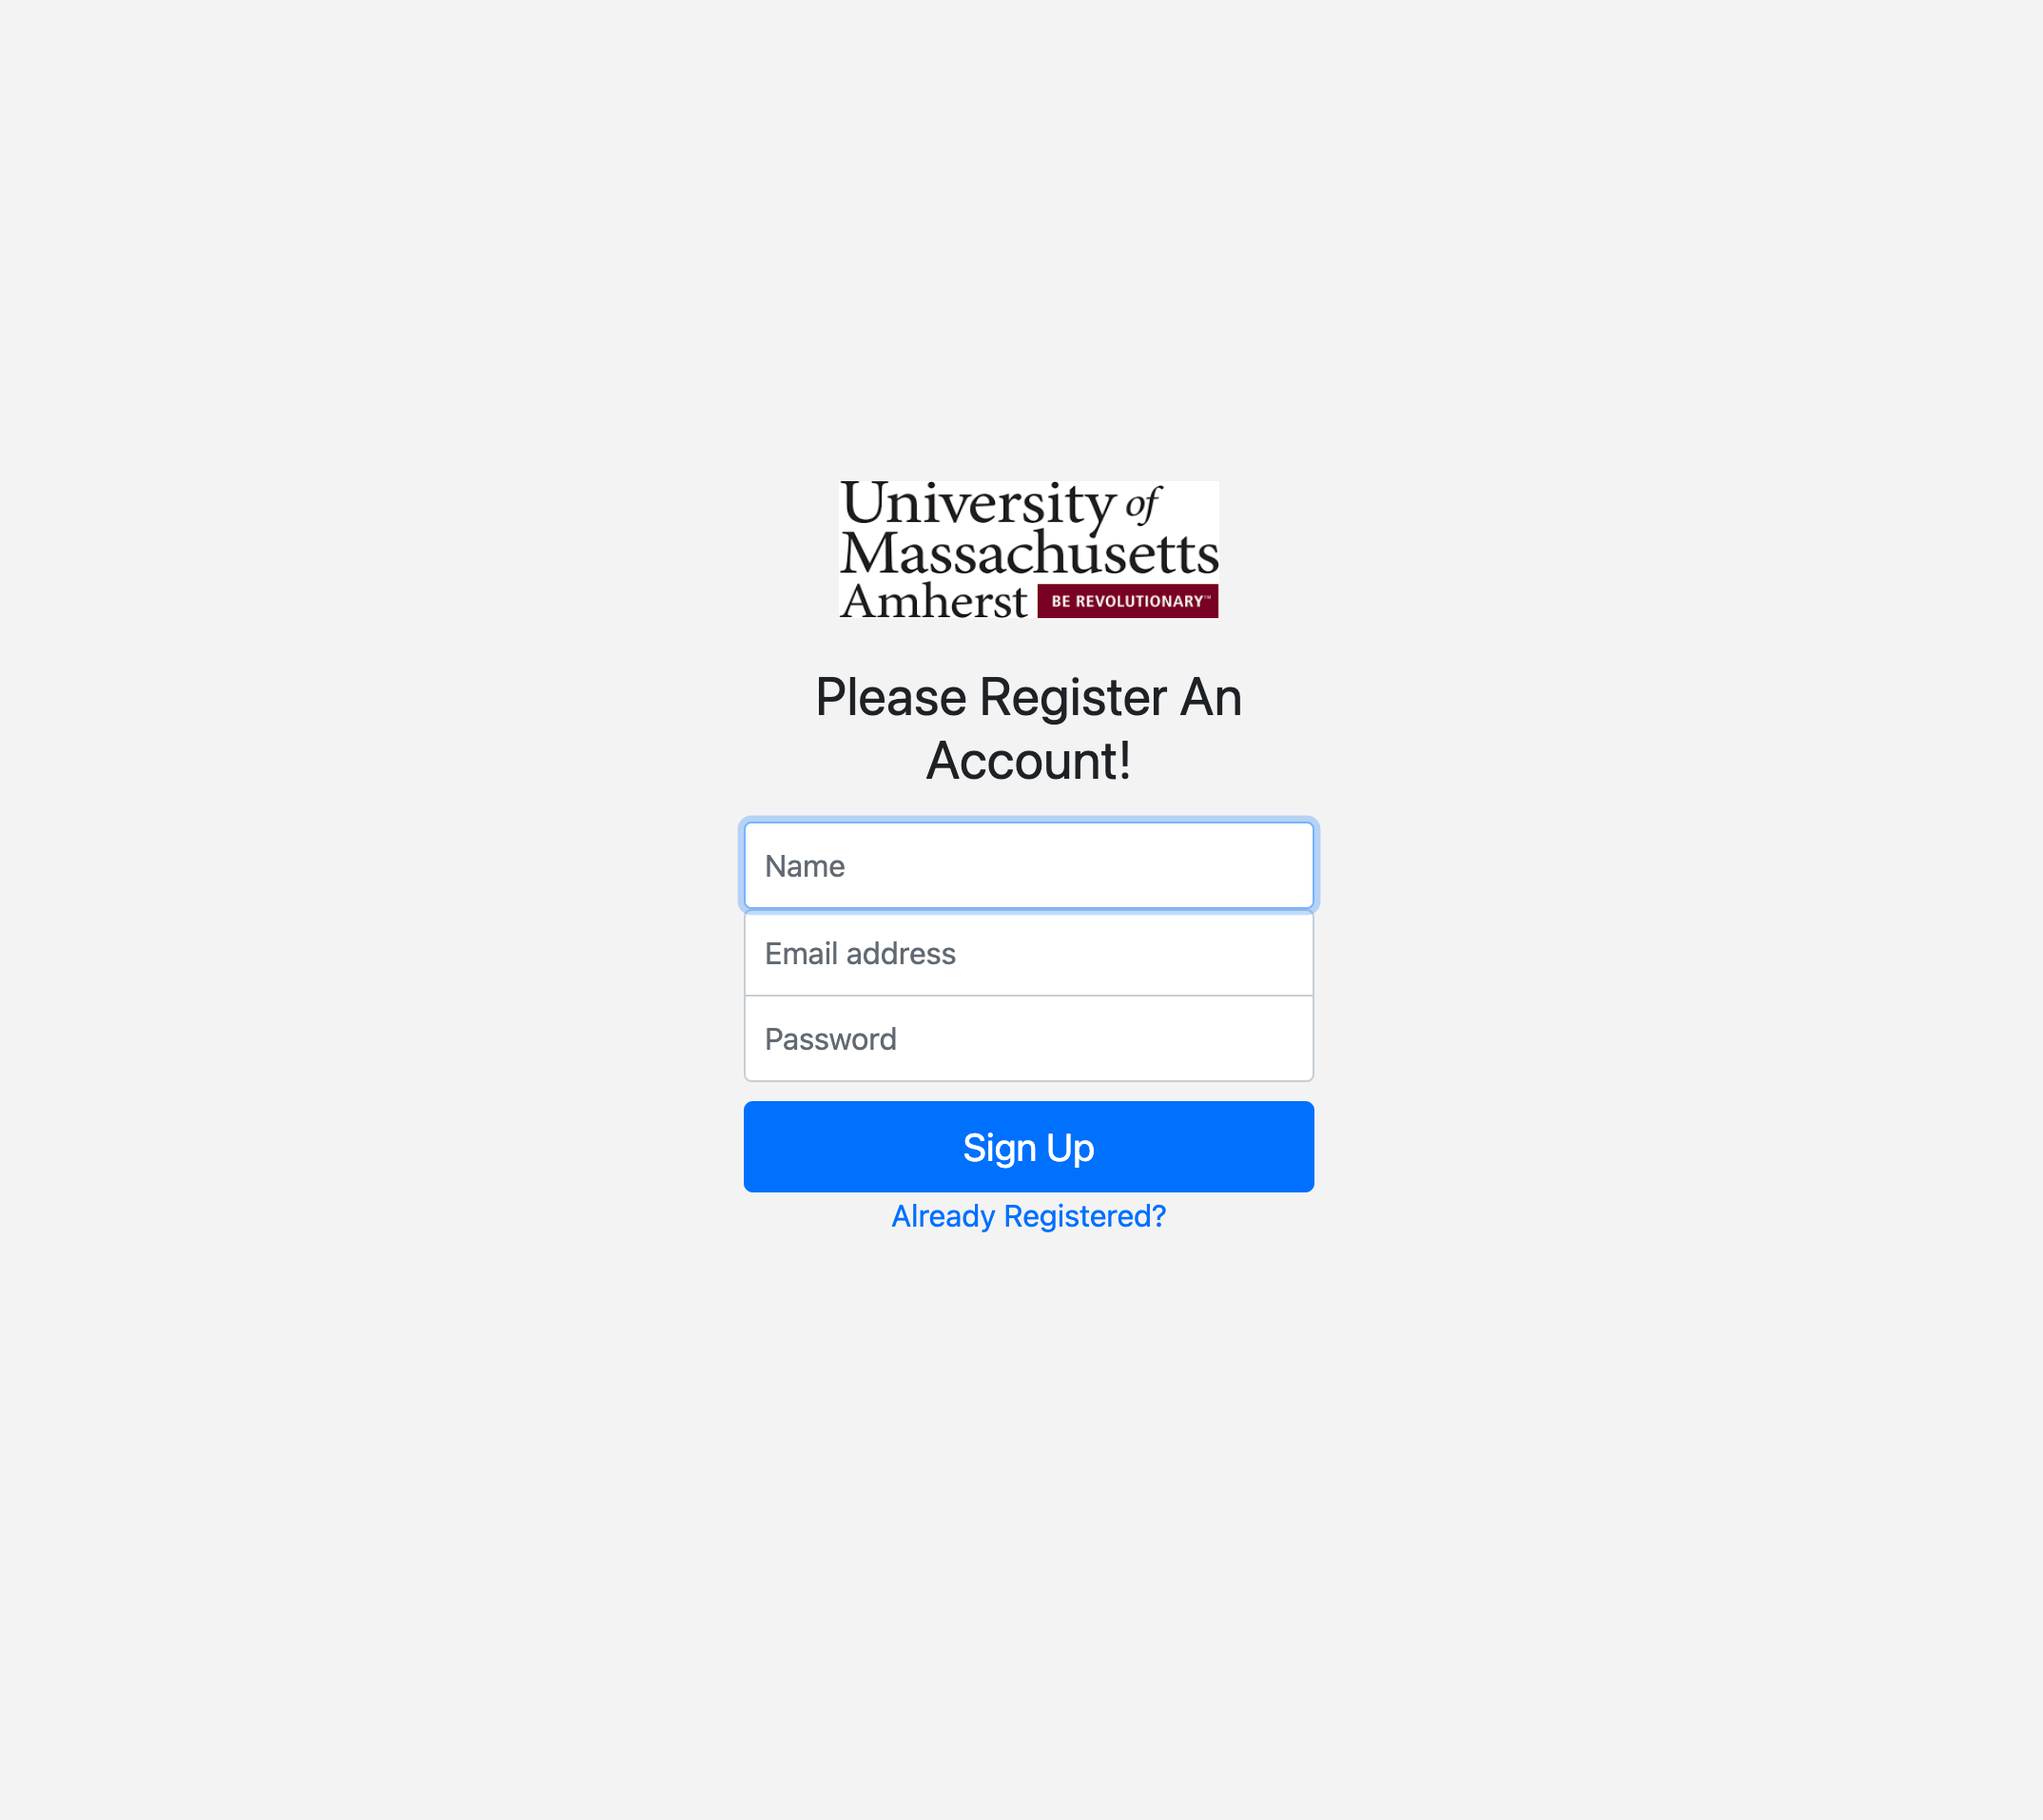 University of
Massachusetts
Amherst BE REVOLUTIONARY™
Please Register An
Account!
Name
Email address
Password
Sign Up
Already Registered?